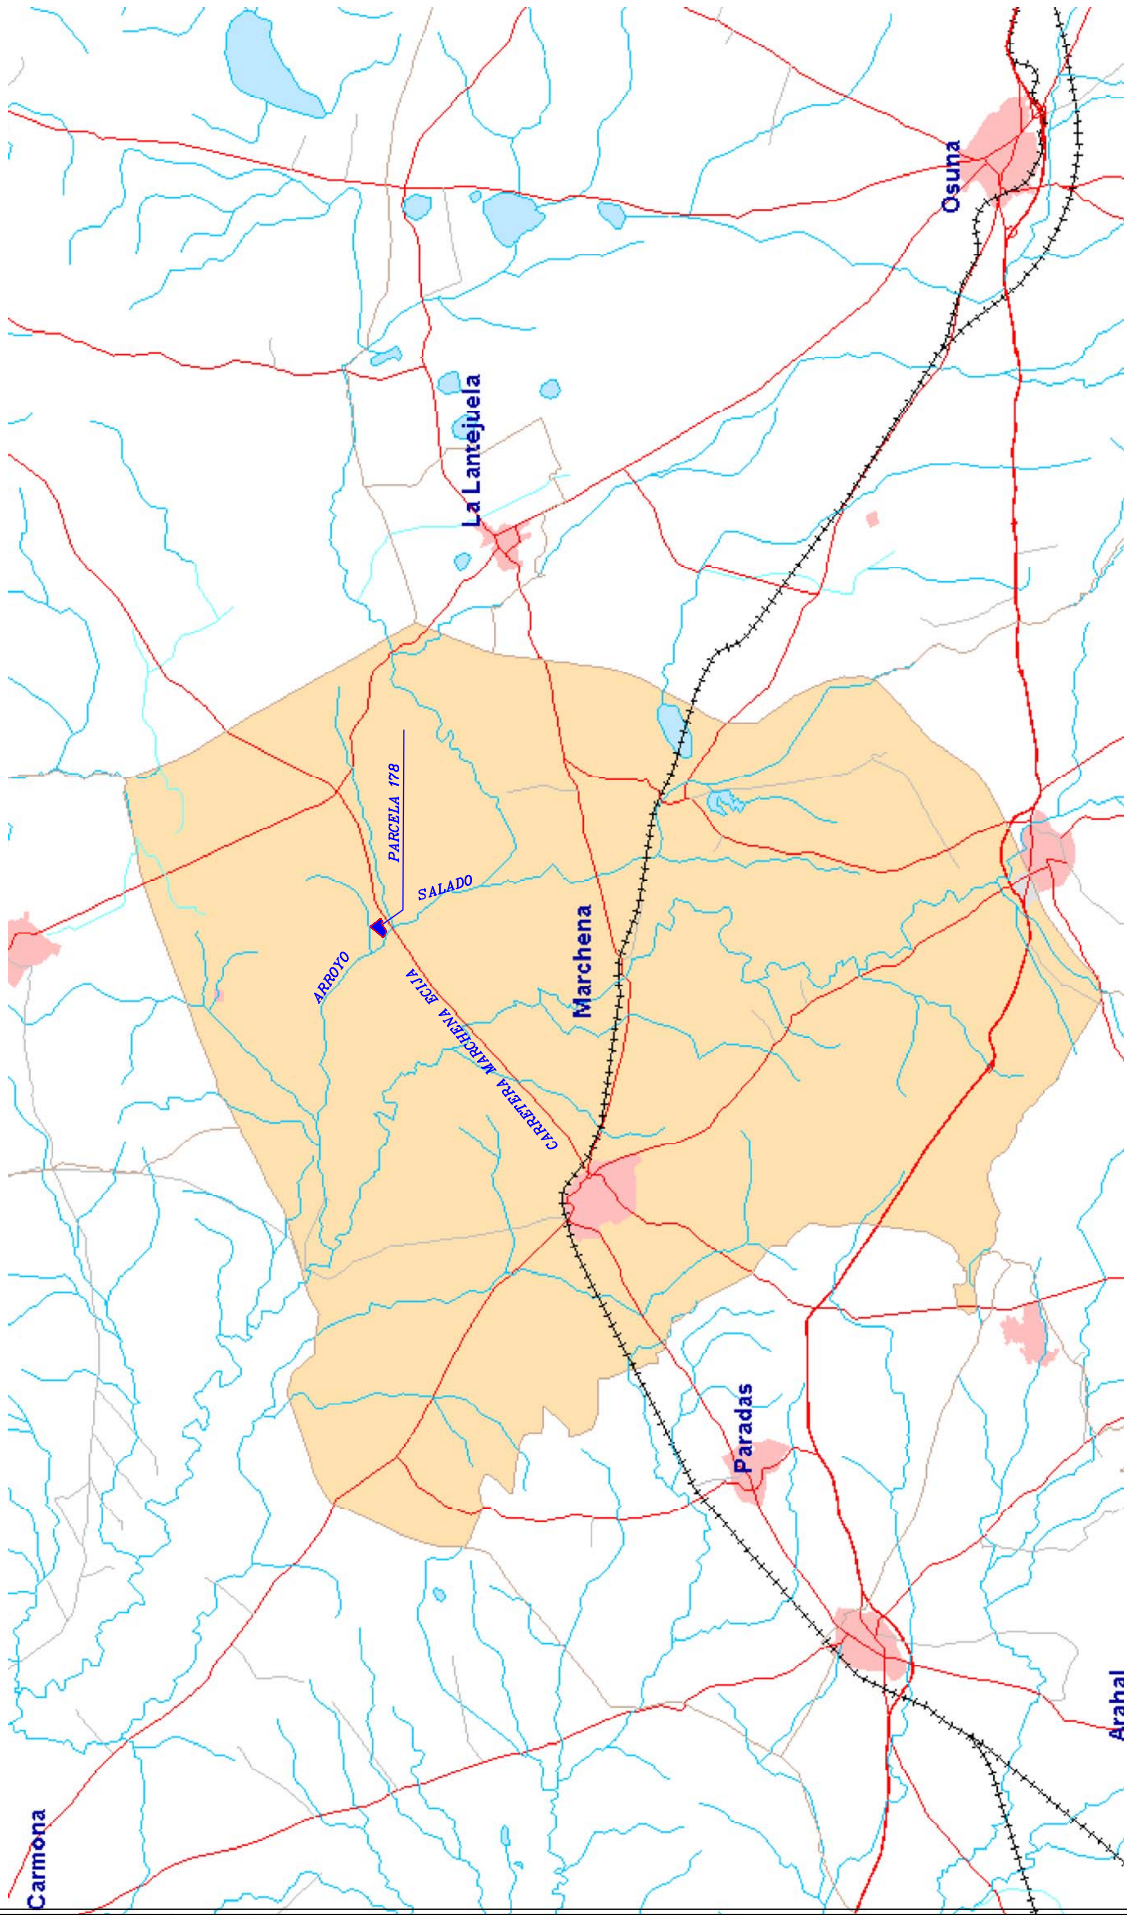 Carmona
PARCELA 178
ARROYO
SALADO
CARRETERA MARCHENA ECIJA
La Lantejuela
Marchena
Paradas
Osuna
Arahal